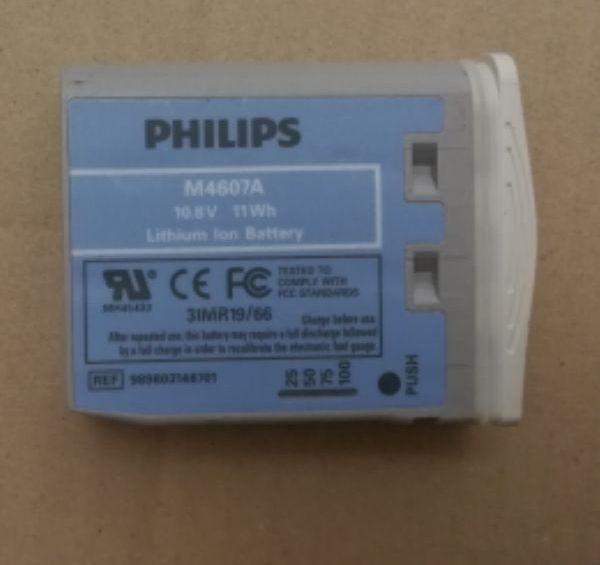 PHILIPS
M4607A
10.8V 11Wh
Lithium Ion Battery
TESTED TO
COMPLY WITH
FCC STANDARDS
RU CE FC
3IMR19/66 Charge before use.
After repeated use, this battery may require a full discharge followed
by a full charge in order to recalibrate the electronic fuel gauge.
REF 989803148701
25 50 75 100
PUSH